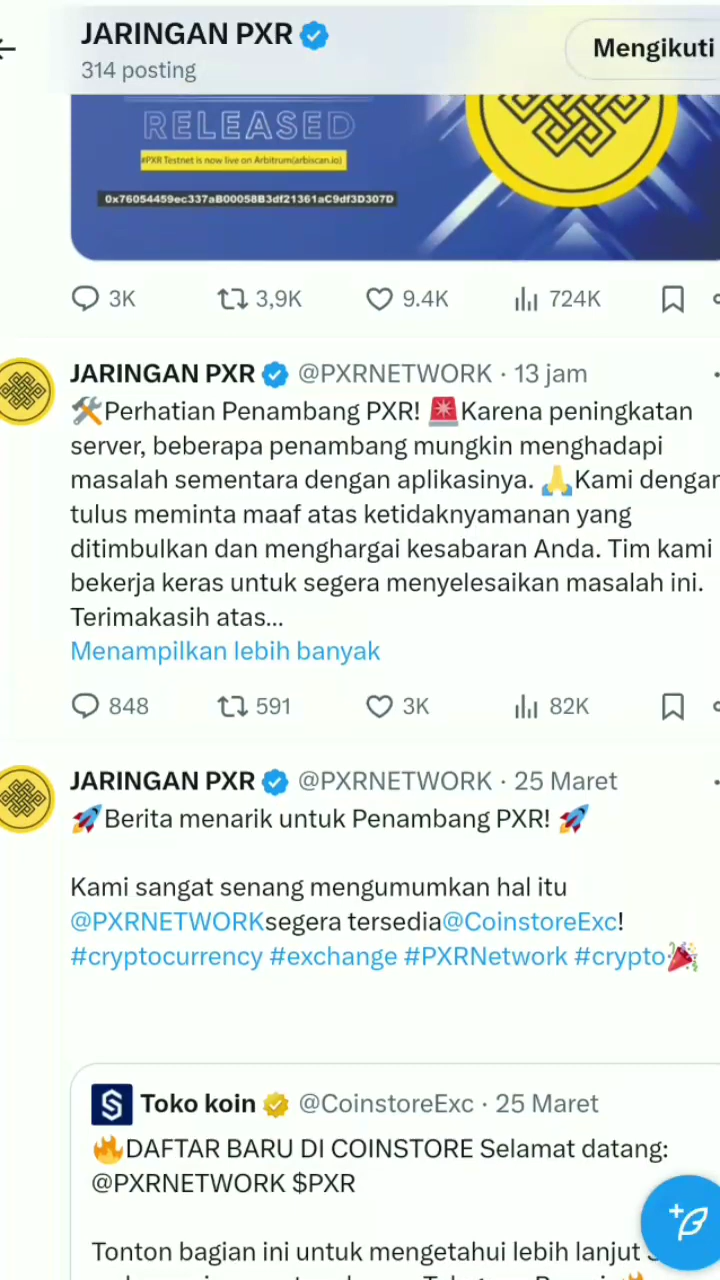 JARINGAN PXR
314 posting
Mengikuti
RELEASED
#PXR Testnet is now live on Arbitrum(arbiscan.io)
0x76054459ec337aB00058B3df21361aC9df3D307D
3K 3,9K 9.4K 724K
JARINGAN PXR @PXRNETWORK · 13 jam
🛠️Perhatian Penambang PXR! 🚨Karena peningkatan
server, beberapa penambang mungkin menghadapi
masalah sementara dengan aplikasinya. 🙏Kami dengan
tulus meminta maaf atas ketidaknyamanan yang
ditimbulkan dan menghargai kesabaran Anda. Tim kami
bekerja keras untuk segera menyelesaikan masalah ini.
Terimakasih atas...
Menampilkan lebih banyak
848 591 3K 82K
JARINGAN PXR @PXRNETWORK · 25 Maret
🚀Berita menarik untuk Penambang PXR! 🚀
Kami sangat senang mengumumkan hal itu
@PXRNETWORKsegera tersedia@CoinstoreExc!
#cryptocurrency #exchange #PXRNetwork #crypto🎉
Toko koin @CoinstoreExc · 25 Maret
🔥DAFTAR BARU DI COINSTORE Selamat datang:
@PXRNETWORK $PXR
Tonton bagian ini untuk mengetahui lebih lanjut